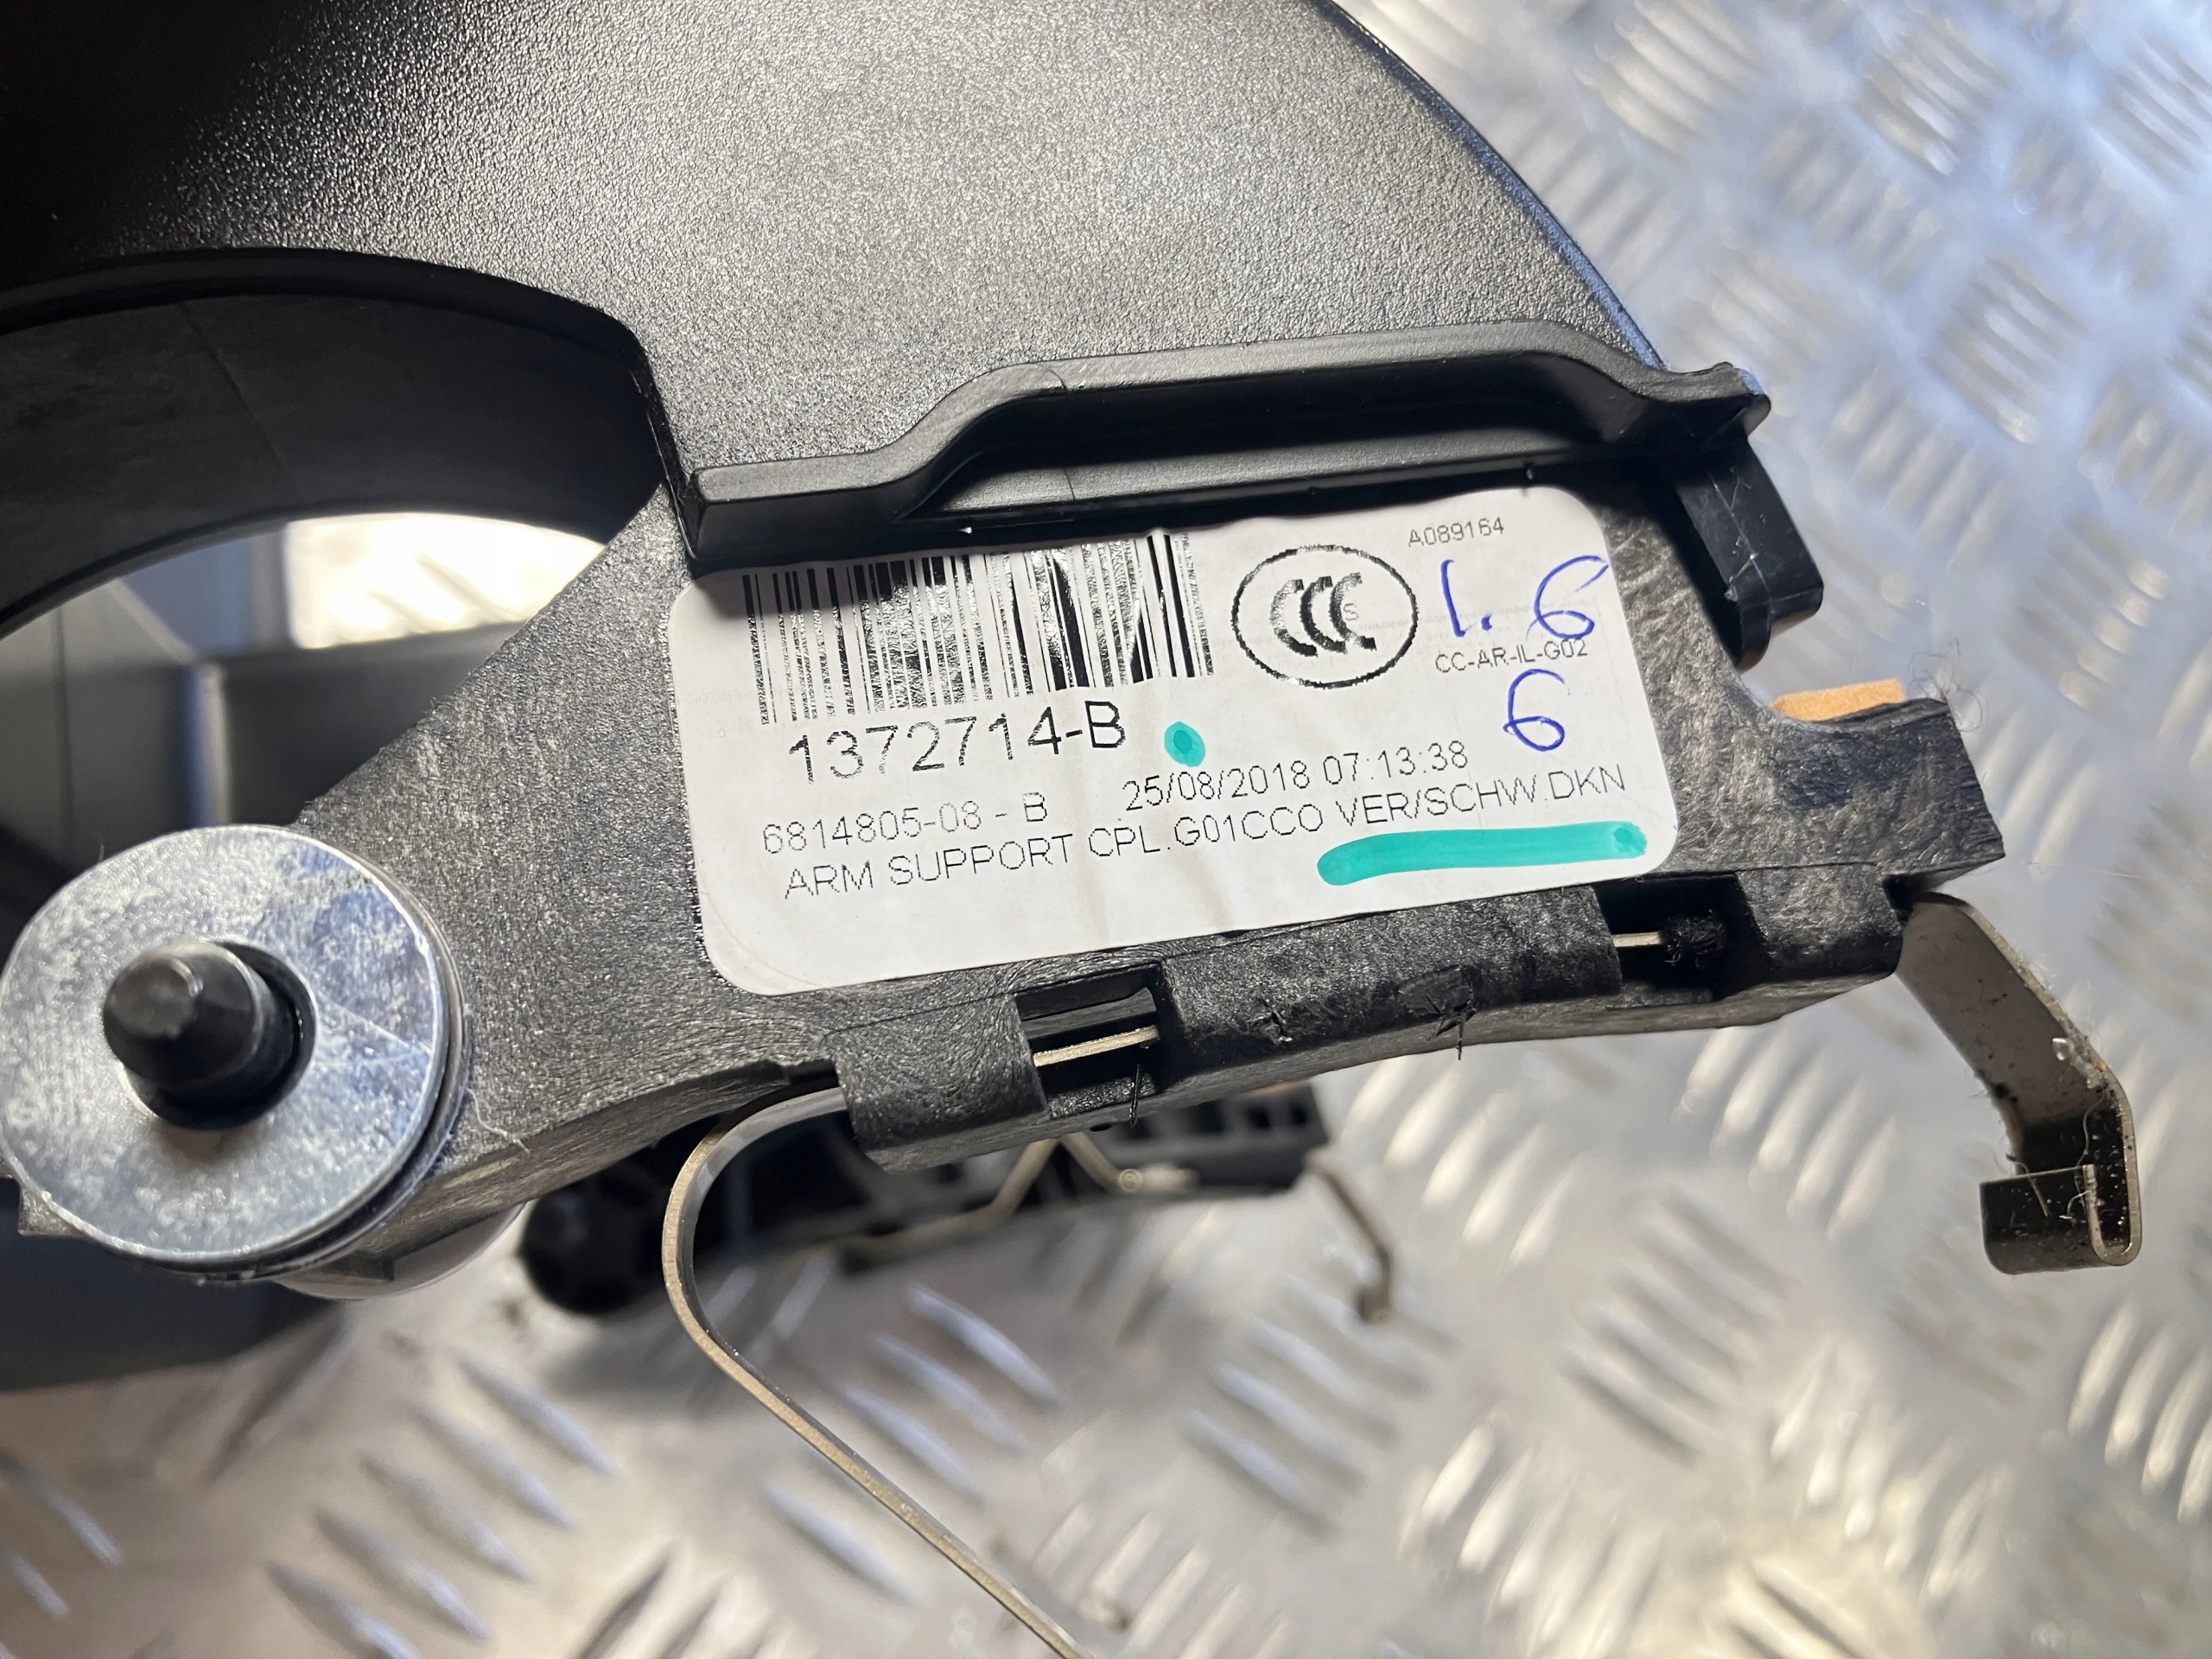 A089164
CCC
S
1.6
CC-AR-IL-G02
1372714-B
6814805-08 - B 25/08/2018 07:13:38
ARM SUPPORT CPL.G01CCO VER/SCHW.DKN